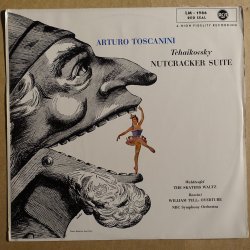 LM-1986
RED SEAL
RCA
A HIGH FIDELITY RECORDING
ARTURO TOSCANINI
Tchaikovsky
NUTCRACKER SUITE
Waldteufel
THE SKATERS WALTZ
Rossini
WILLIAM TELL-OVERTURE
NBC Symphony Orchestra